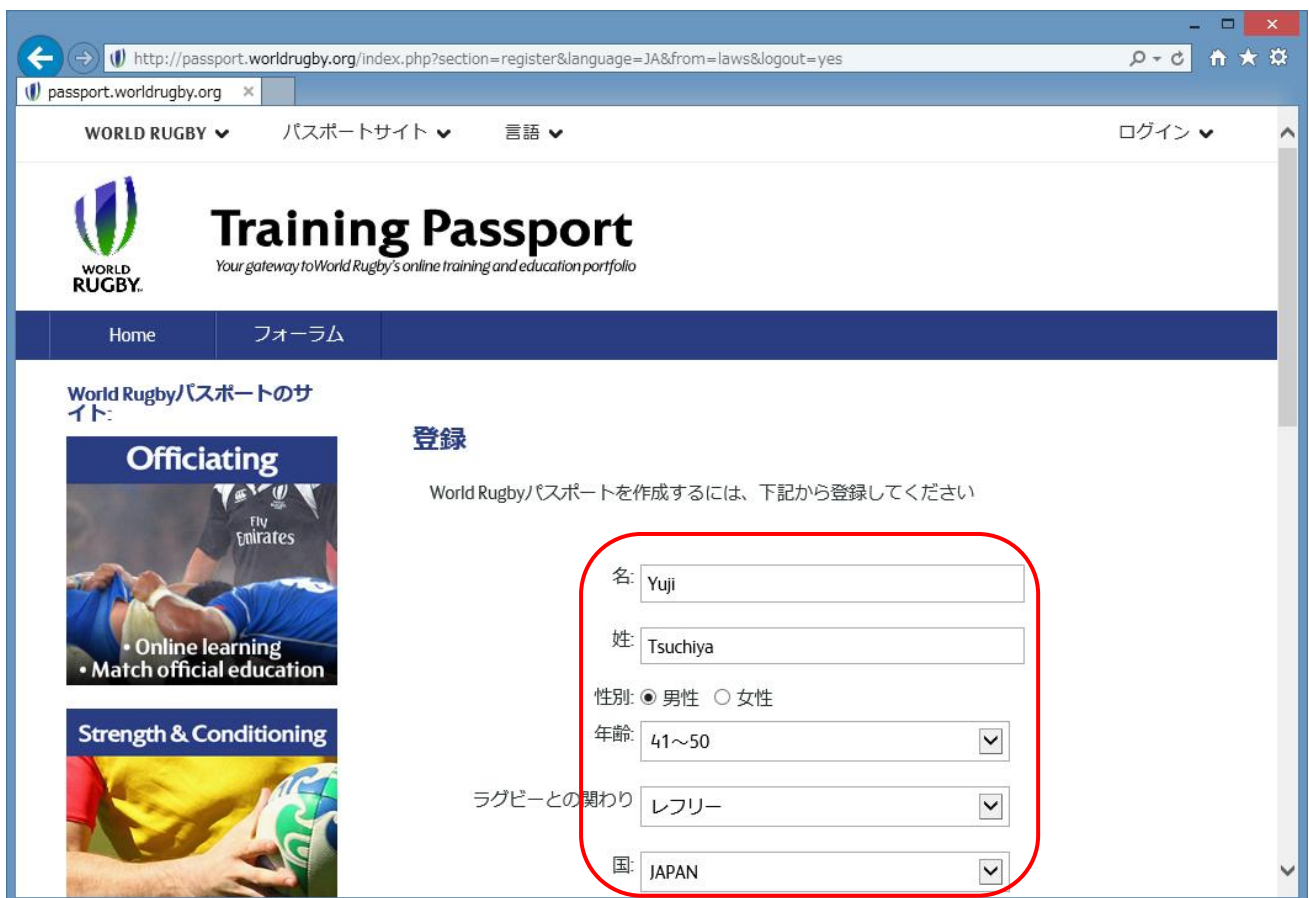 http://passport.worldrugby.org/index.php?section=register&language=JA&from=laws&logout=yes
passport.worldrugby.org
WORLD RUGBY パスポートサイト 言語 ログイン
WORLD
RUGBY.
Training Passport
Your gateway to World Rugby's online training and education portfolio
Home フォーラム
World Rugbyパスポートのサ
イト:
Officiating
Fly
Emirates
• Online learning
• Match official education
Strength & Conditioning
登録
World Rugbyパスポートを作成するには、下記から登録してください
名: Yuji
姓: Tsuchiya
性別: 男性 女性
年齢: 41～50
ラグビーとの関わり レフリー
国: JAPAN